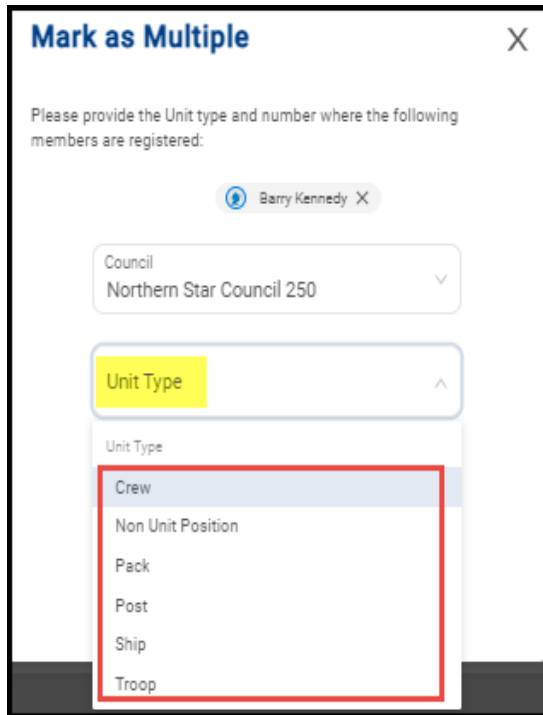 Mark as Multiple X
Please provide the Unit type and number where the following
members are registered:
Barry Kennedy X
Council
Northern Star Council 250
Unit Type
Unit Type
Crew
Non Unit Position
Pack
Post
Ship
Troop